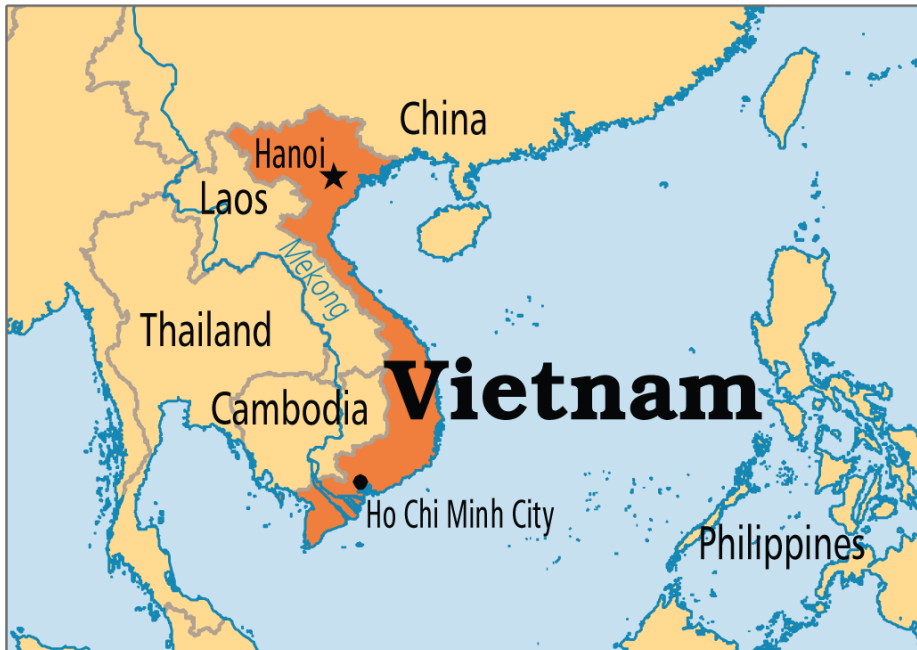 China
Hanoi
Laos
Mekong
Thailand
Vietnam
Cambodia
Ho Chi Minh City
Philippines